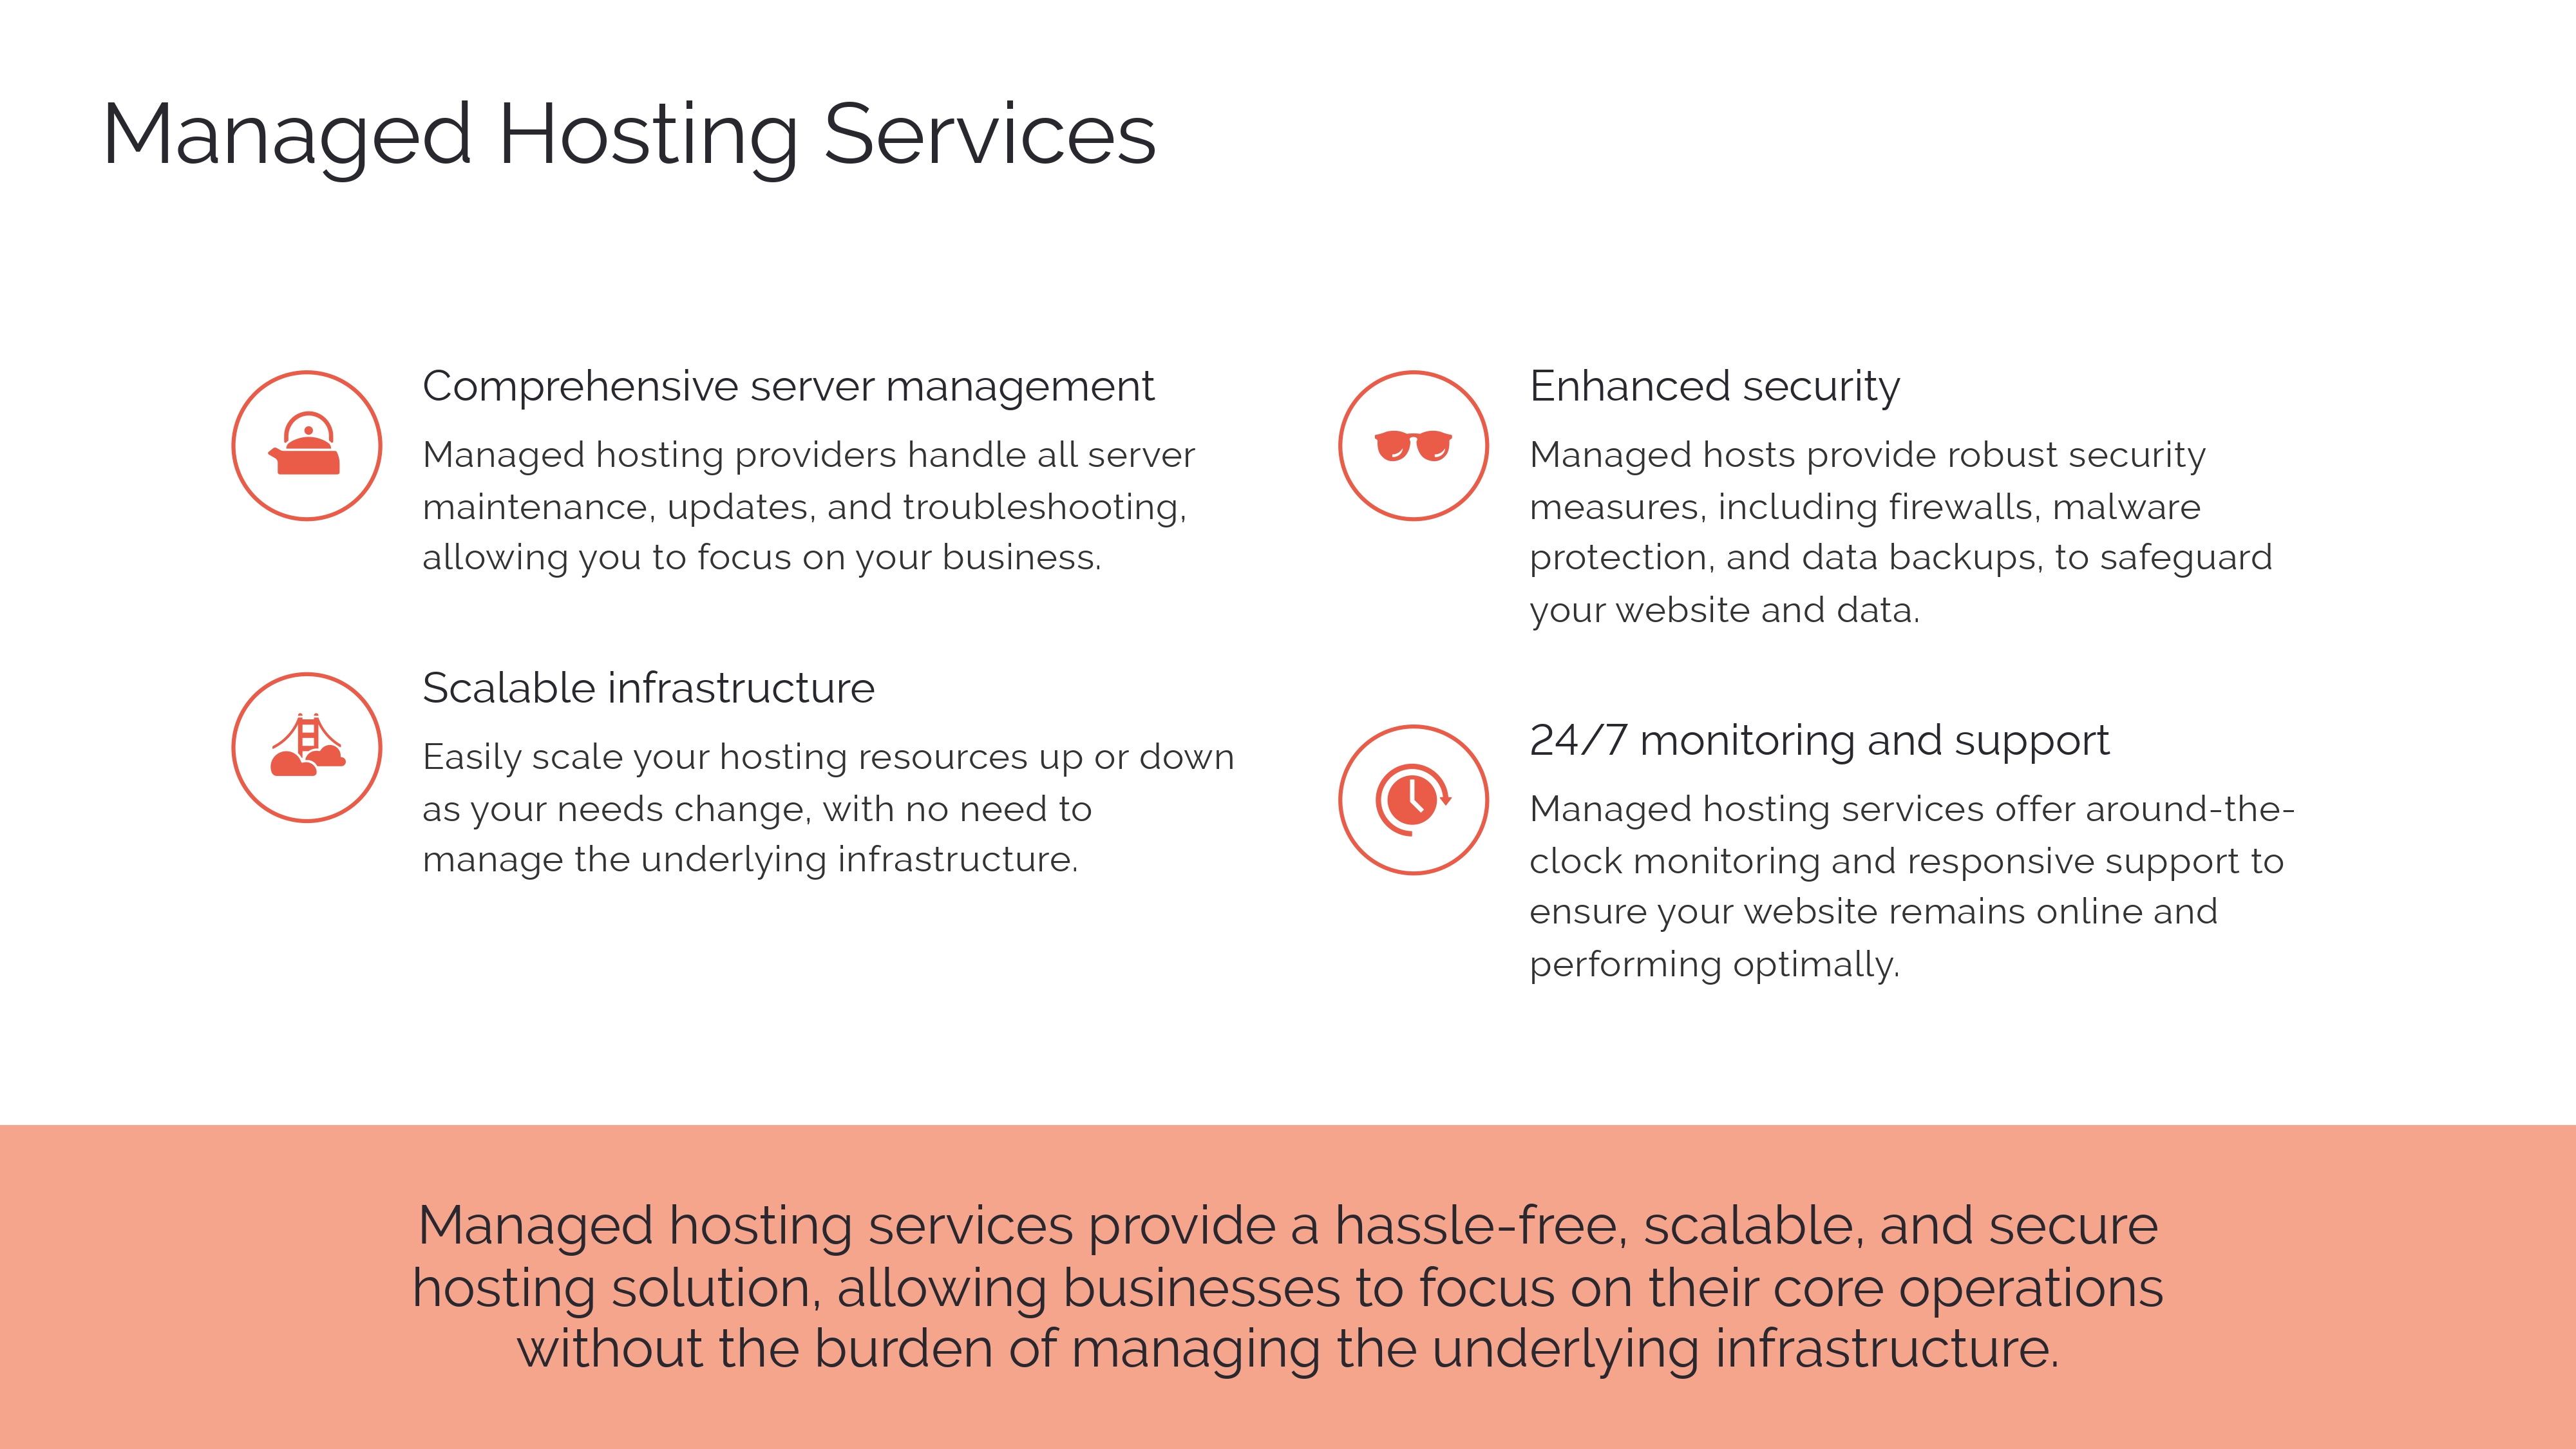 Managed Hosting Services
Comprehensive server management
Managed hosting providers handle all server
maintenance, updates, and troubleshooting,
allowing you to focus on your business.
Scalable infrastructure
Easily scale your hosting resources up or down
as your needs change, with no need to
manage the underlying infrastructure.
Enhanced security
Managed hosts provide robust security
measures, including firewalls, malware
protection, and data backups, to safeguard
your website and data.
24/7 monitoring and support
Managed hosting services offer around-the-
clock monitoring and responsive support to
ensure your website remains online and
performing optimally.
Managed hosting services provide a hassle-free, scalable, and secure
hosting solution, allowing businesses to focus on their core operations
without the burden of managing the underlying infrastructure.